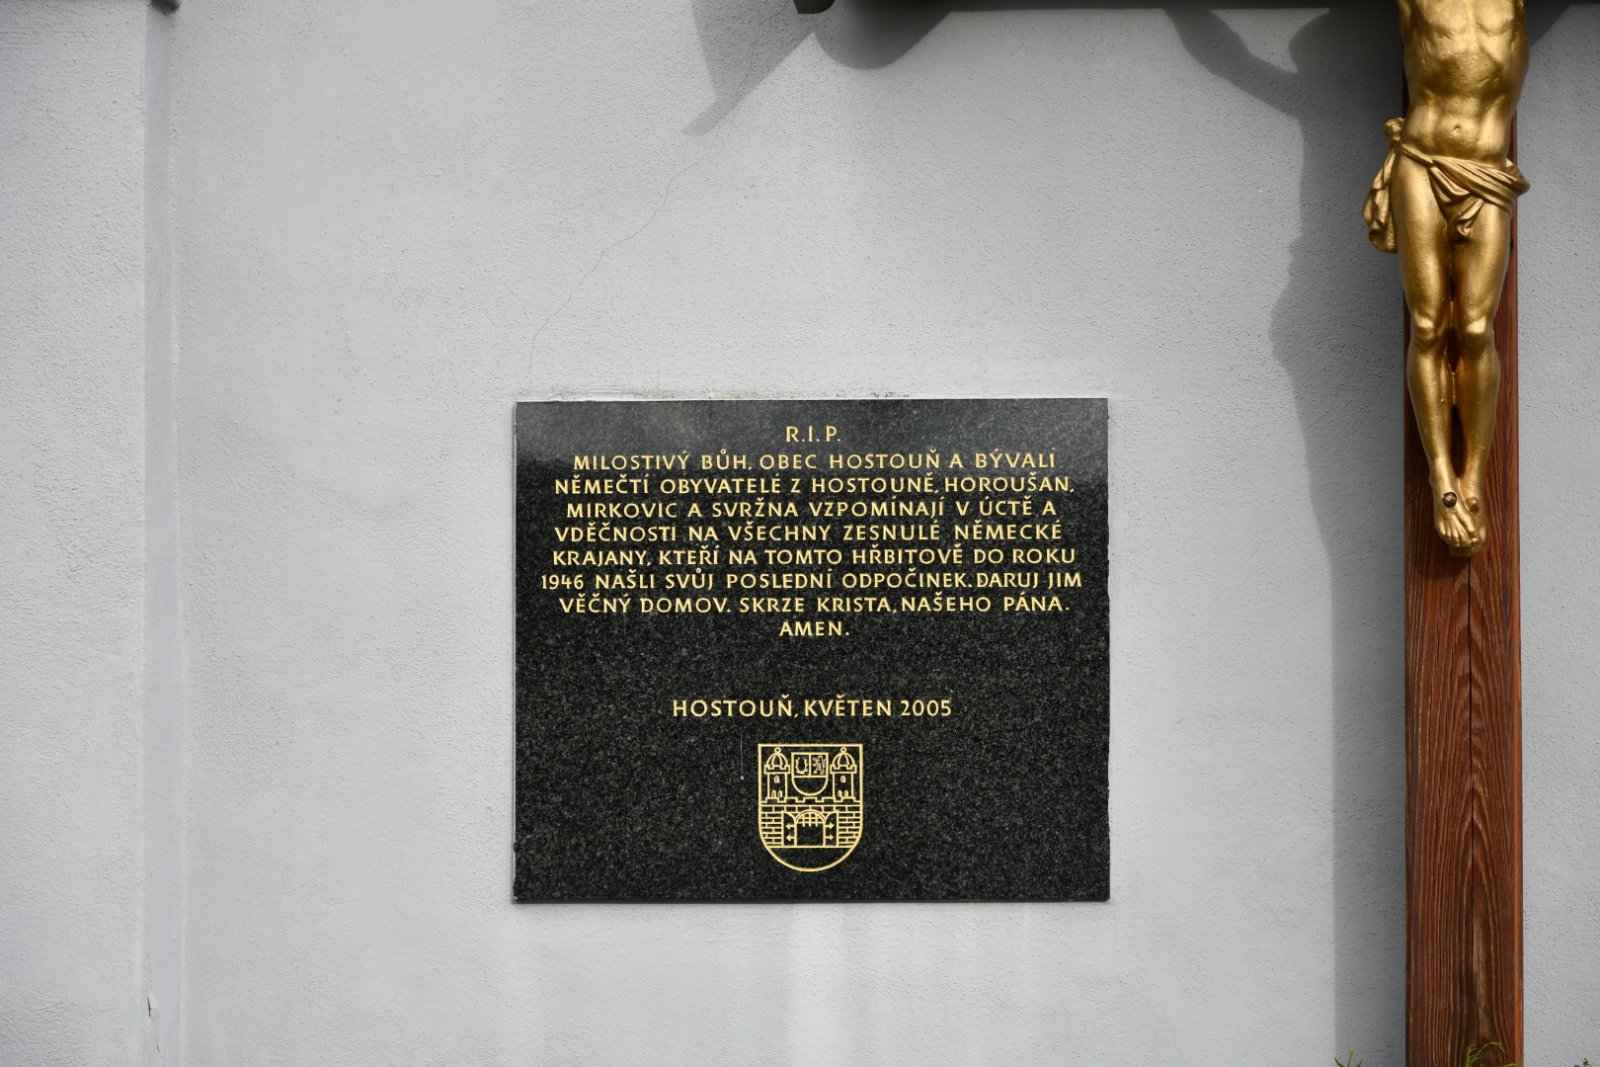 R.I.P.
MILOSTIVÝ BŮH, OBEC HOSTOUŇ A BÝVALÍ
NĚMEČTÍ OBYVATELÉ Z HOSTOUNĚ, HOROUŠAN,
MIRKOVIC A SVRŽNA VZPOMÍNAJÍ V ÚCTĚ A
VDĚČNOSTI NA VŠECHNY ZESNULÉ NĚMECKÉ
KRAJANY, KTEŘÍ NA TOMTO HŘBITOVĚ DO ROKU
1946 NAŠLI SVŮJ POSLEDNÍ ODPOČINEK. DARUJ JIM
VĚČNÝ DOMOV. SKRZE KRISTA, NAŠEHO PÁNA.
AMEN.
HOSTOUŇ, KVĚTEN 2005